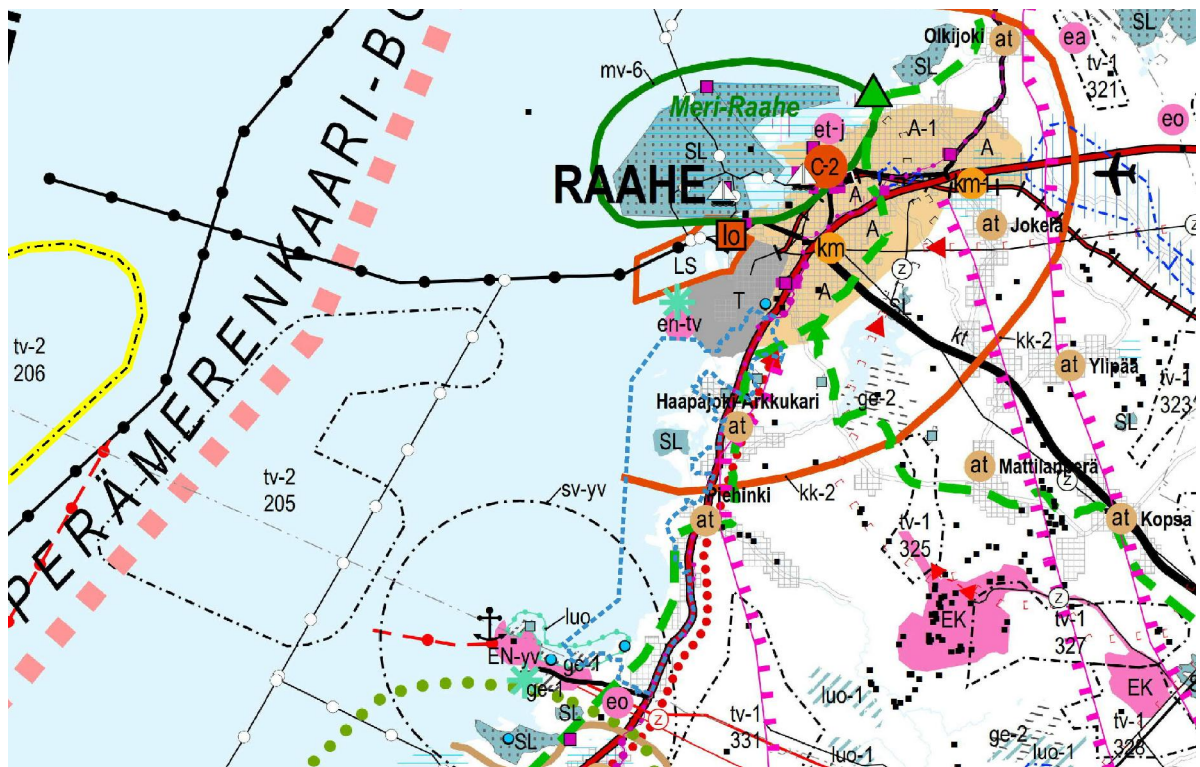 Olkijoki
at
ea
SL
mv-6
SL
tv-1
321
Meri-Raahe
et-j
A-1
A
eo
SL
C-2
RAAHE
km-1
A
at
Jokela
lo
A
km
LS
z
z
T
A
SL
en-tv
kt
kk-2
tv-2
206
at
Ylipää
tv-1
323
Haapajoki-Arkkukari
ge-2
at
SL
SL
at
Mattilanperä
PERÄMERENKAARI-BO
tv-2
205
sv-yv
kk-2
z
Piehinki
at
at
Kopsa
tv-1
325
luo
z
EK
EN-yv
ge-1
tv-1
327
ge-1
EK
eo
luo-1
SL
z
tv-1
331
ge-2
tv-1
328
SL
luo-1
luo-1